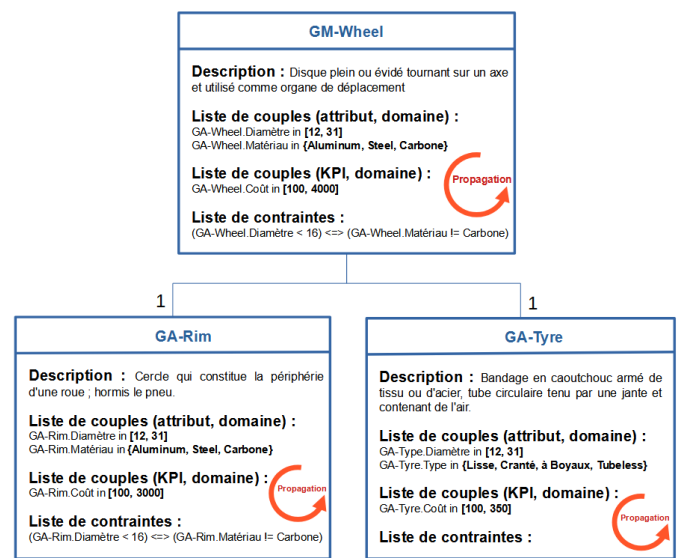 GM-Wheel
Description : Disque plein ou évidé tournant sur un axe
et utilisé comme organe de déplacement
Liste de couples (attribut, domaine) :
GA-Wheel.Diamètre in [12, 31]
GA-Wheel.Matériau in {Aluminum, Steel, Carbone}
Liste de couples (KPI, domaine) :
GA-Wheel.Coût in [100, 4000]
Propagation
Liste de contraintes :
(GA-Wheel.Diamètre < 16) <=> (GA-Wheel.Matériau != Carbone)
1
1
GA-Rim
Description : Cercle qui constitue la périphérie
d'une roue ; hormis le pneu.
Liste de couples (attribut, domaine) :
GA-Rim.Diamètre in [12, 31]
GA-Rim.Matériau in {Aluminum, Steel, Carbone}
Liste de couples (KPI, domaine) :
GA-Rim.Coût in [100, 3000]
Propagation
Liste de contraintes :
(GA-Rim.Diamètre < 16) <=> (GA-Rim.Matériau != Carbone)
GA-Tyre
Description : Bandage en caoutchouc armé de
tissu ou d'acier, tube circulaire tenu par une jante et
contenant de l'air.
Liste de couples (attribut, domaine) :
GA-Type.Diamètre in [12, 31]
GA-Tyre.Type in {Lisse, Cranté, à Boyaux, Tubeless}
Liste de couples (KPI, domaine) :
GA-Tyre.Coût in [100, 350]
Propagation
Liste de contraintes :